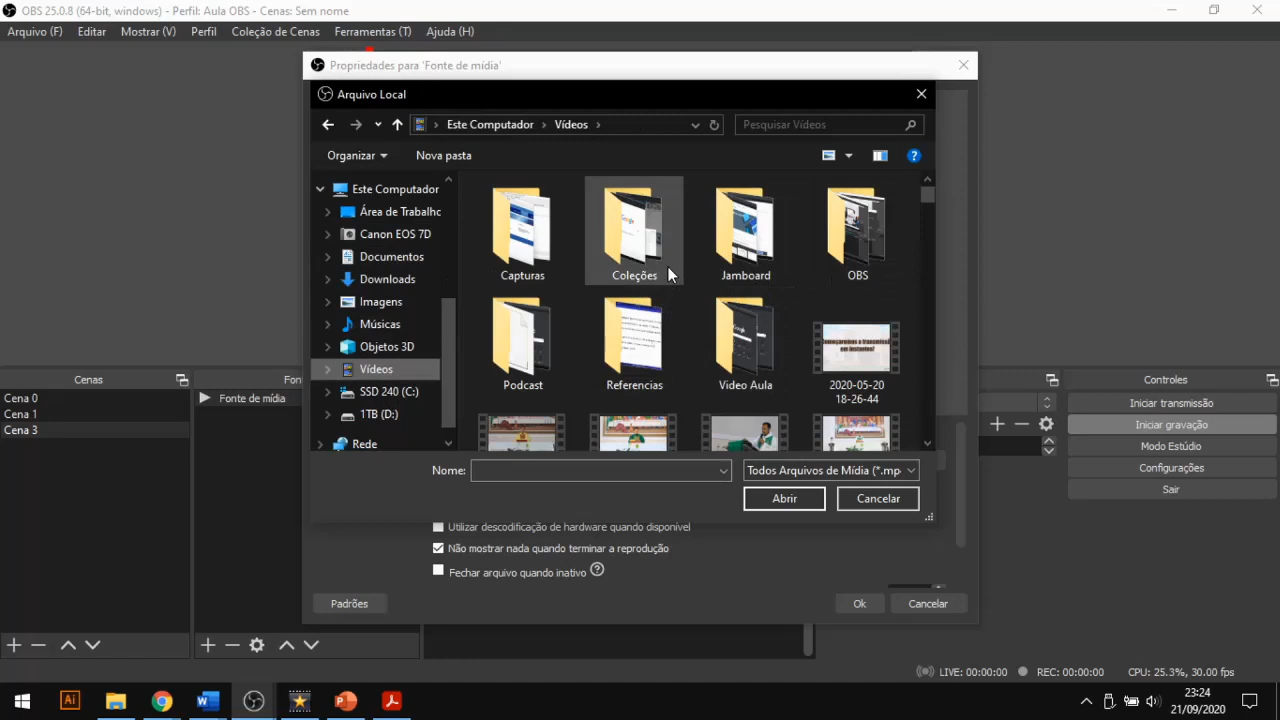 OBS 25.0.8 (64-bit, windows) - Perfil: Aula OBS - Cenas: Sem nome
Arquivo (F) Editar Mostrar (V) Perfil Coleção de Cenas Ferramentas (T) Ajuda (H)
Propriedades para 'Fonte de mídia'
Arquivo Local
Este Computador Vídeos Pesquisar Vídeos
Organizar Nova pasta
Este Computador
Área de Trabalho
Canon EOS 7D
Documentos
Downloads
Imagens
Músicas
Objetos 3D
Vídeos
SSD 240 (C:)
1TB (D:)
Rede
Capturas Coleções Jamboard OBS
Começaremos a transmissão
em instantes!
Podcast Referencias Video Aula 2020-05-20
18-26-44
Nome: Todos Arquivos de Mídia (*.mp
Abrir Cancelar
Utilizar descodificação de hardware quando disponível
Não mostrar nada quando terminar a reprodução
Fechar arquivo quando inativo ?
Padrões Ok Cancelar
Cenas
Cena 0
Cena 1
Cena 3
Fon
Fonte de mídia
Controles
Iniciar transmissão
Iniciar gravação
Modo Estúdio
Configurações
Sair
LIVE: 00:00:00 REC: 00:00:00 CPU: 25.3%, 30.00 fps
Ai
23:24
21/09/2020